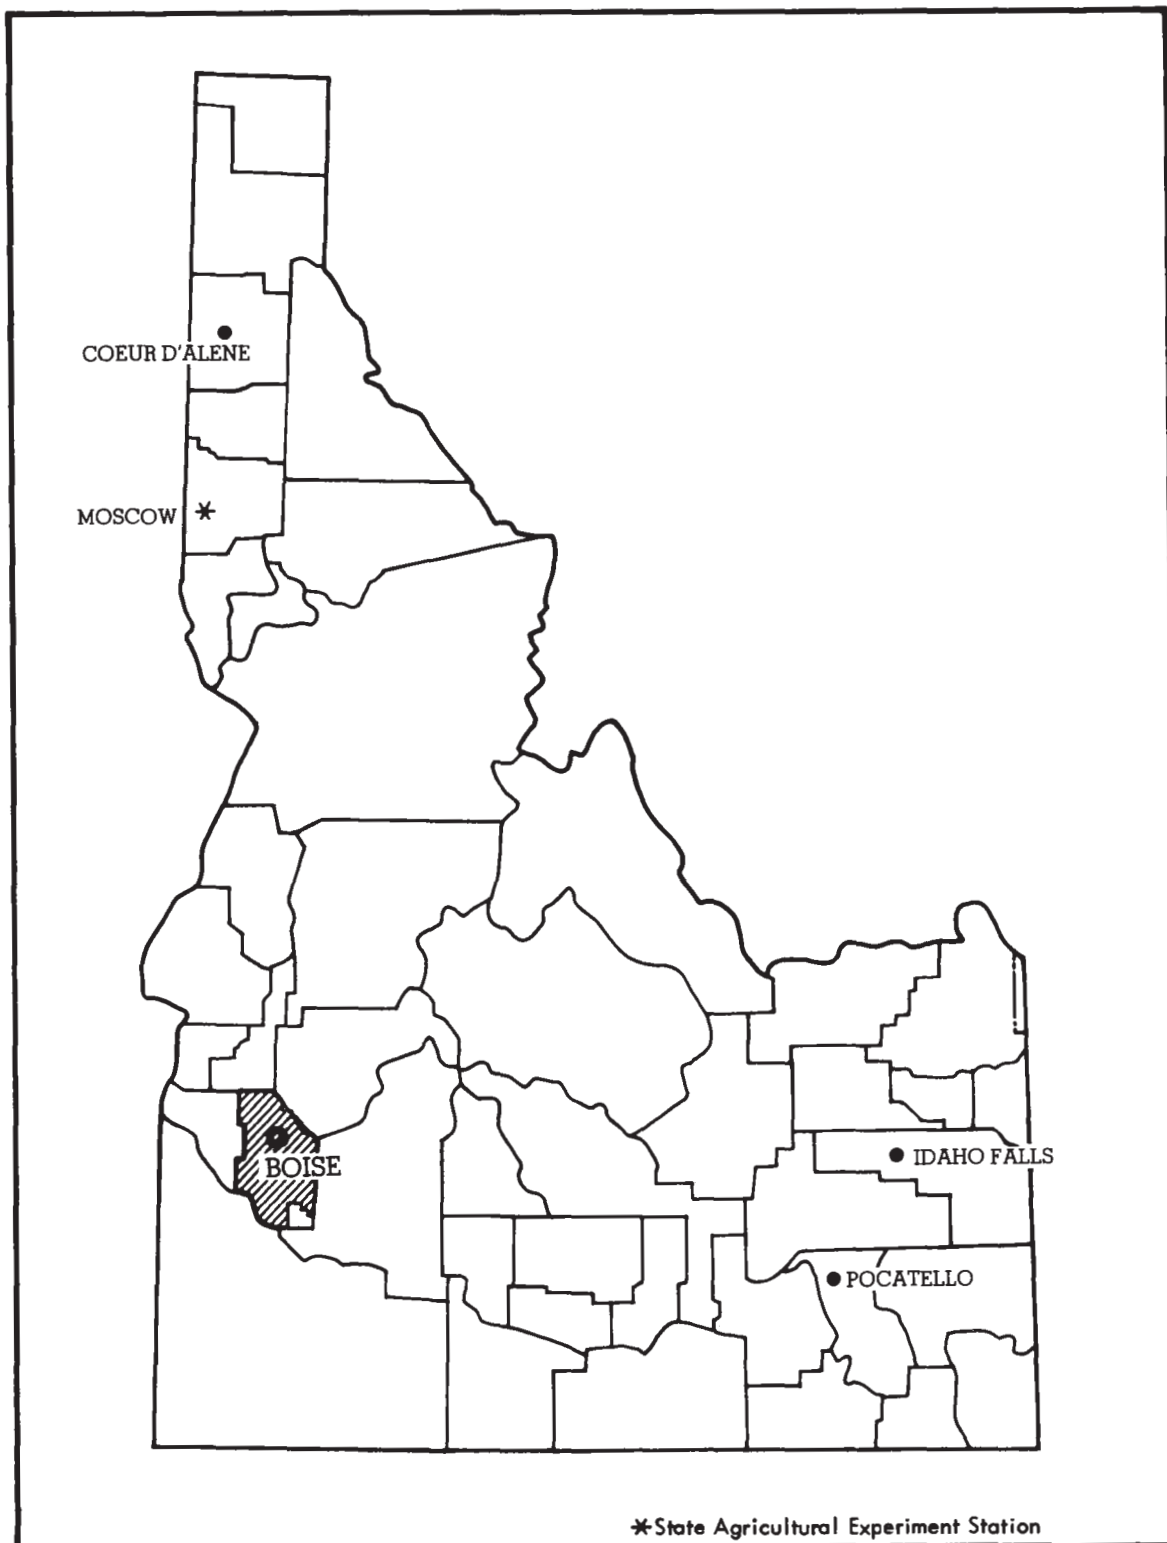 COEUR D'ALENE
MOSCOW
BOISE
IDAHO FALLS
POCATELLO
*State Agricultural Experiment Station